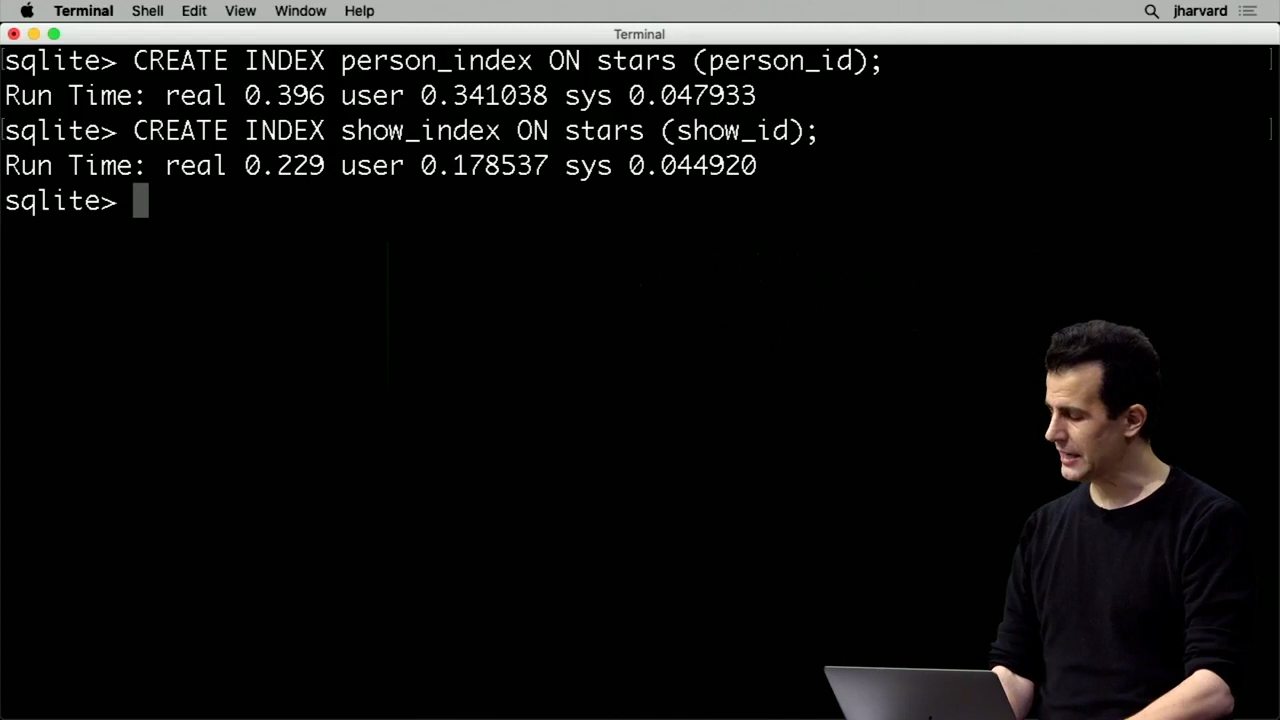 Terminal Shell Edit View Window Help jharvard
Terminal
sqlite> CREATE INDEX person_index ON stars (person_id);
Run Time: real 0.396 user 0.341038 sys 0.047933
sqlite> CREATE INDEX show_index ON stars (show_id);
Run Time: real 0.229 user 0.178537 sys 0.044920
sqlite>